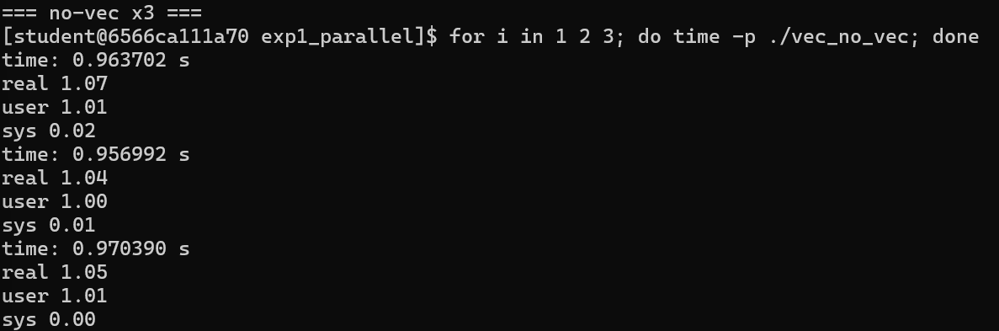 === no-vec x3 ===
[student@6566ca111a70 exp1_parallel]$ for i in 1 2 3; do time -p ./vec_no_vec; done
time: 0.963702 s
real 1.07
user 1.01
sys 0.02
time: 0.956992 s
real 1.04
user 1.00
sys 0.01
time: 0.970390 s
real 1.05
user 1.01
sys 0.00